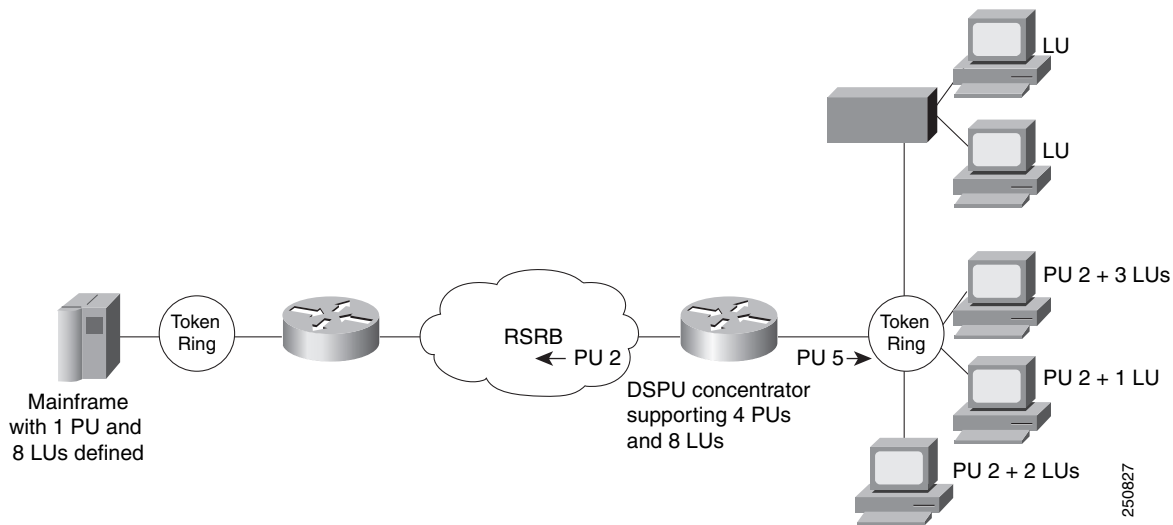 LU
LU
Token
Ring
Mainframe
with 1 PU and
8 LUs defined
RSRB
← PU 2
DSPU concentrator
supporting 4 PUs
and 8 LUs
PU 5 →
Token
Ring
PU 2 + 3 LUs
PU 2 + 1 LU
PU 2 + 2 LUs
250827